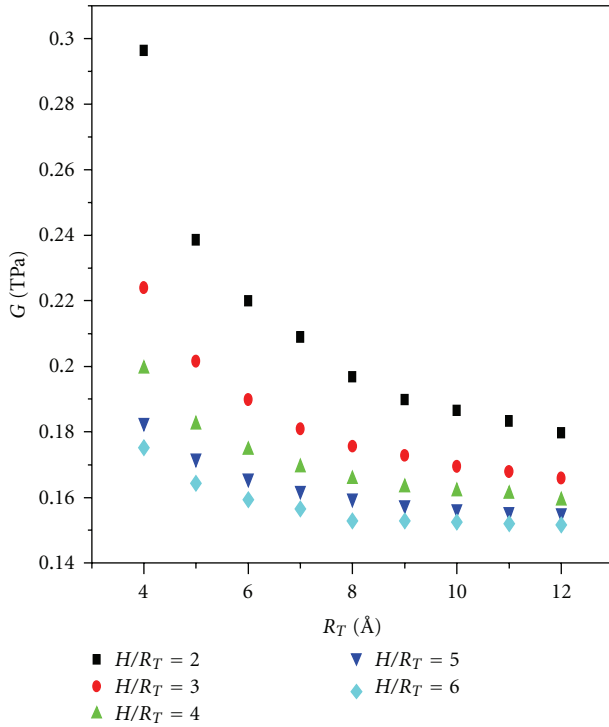 0.3
0.28
0.26
0.24
0.22
0.2
0.18
0.16
0.14
G (TPa)
4 6 8 10 12
R_T (Å)
H/R_T = 2
H/R_T = 3
H/R_T = 4
H/R_T = 5
H/R_T = 6